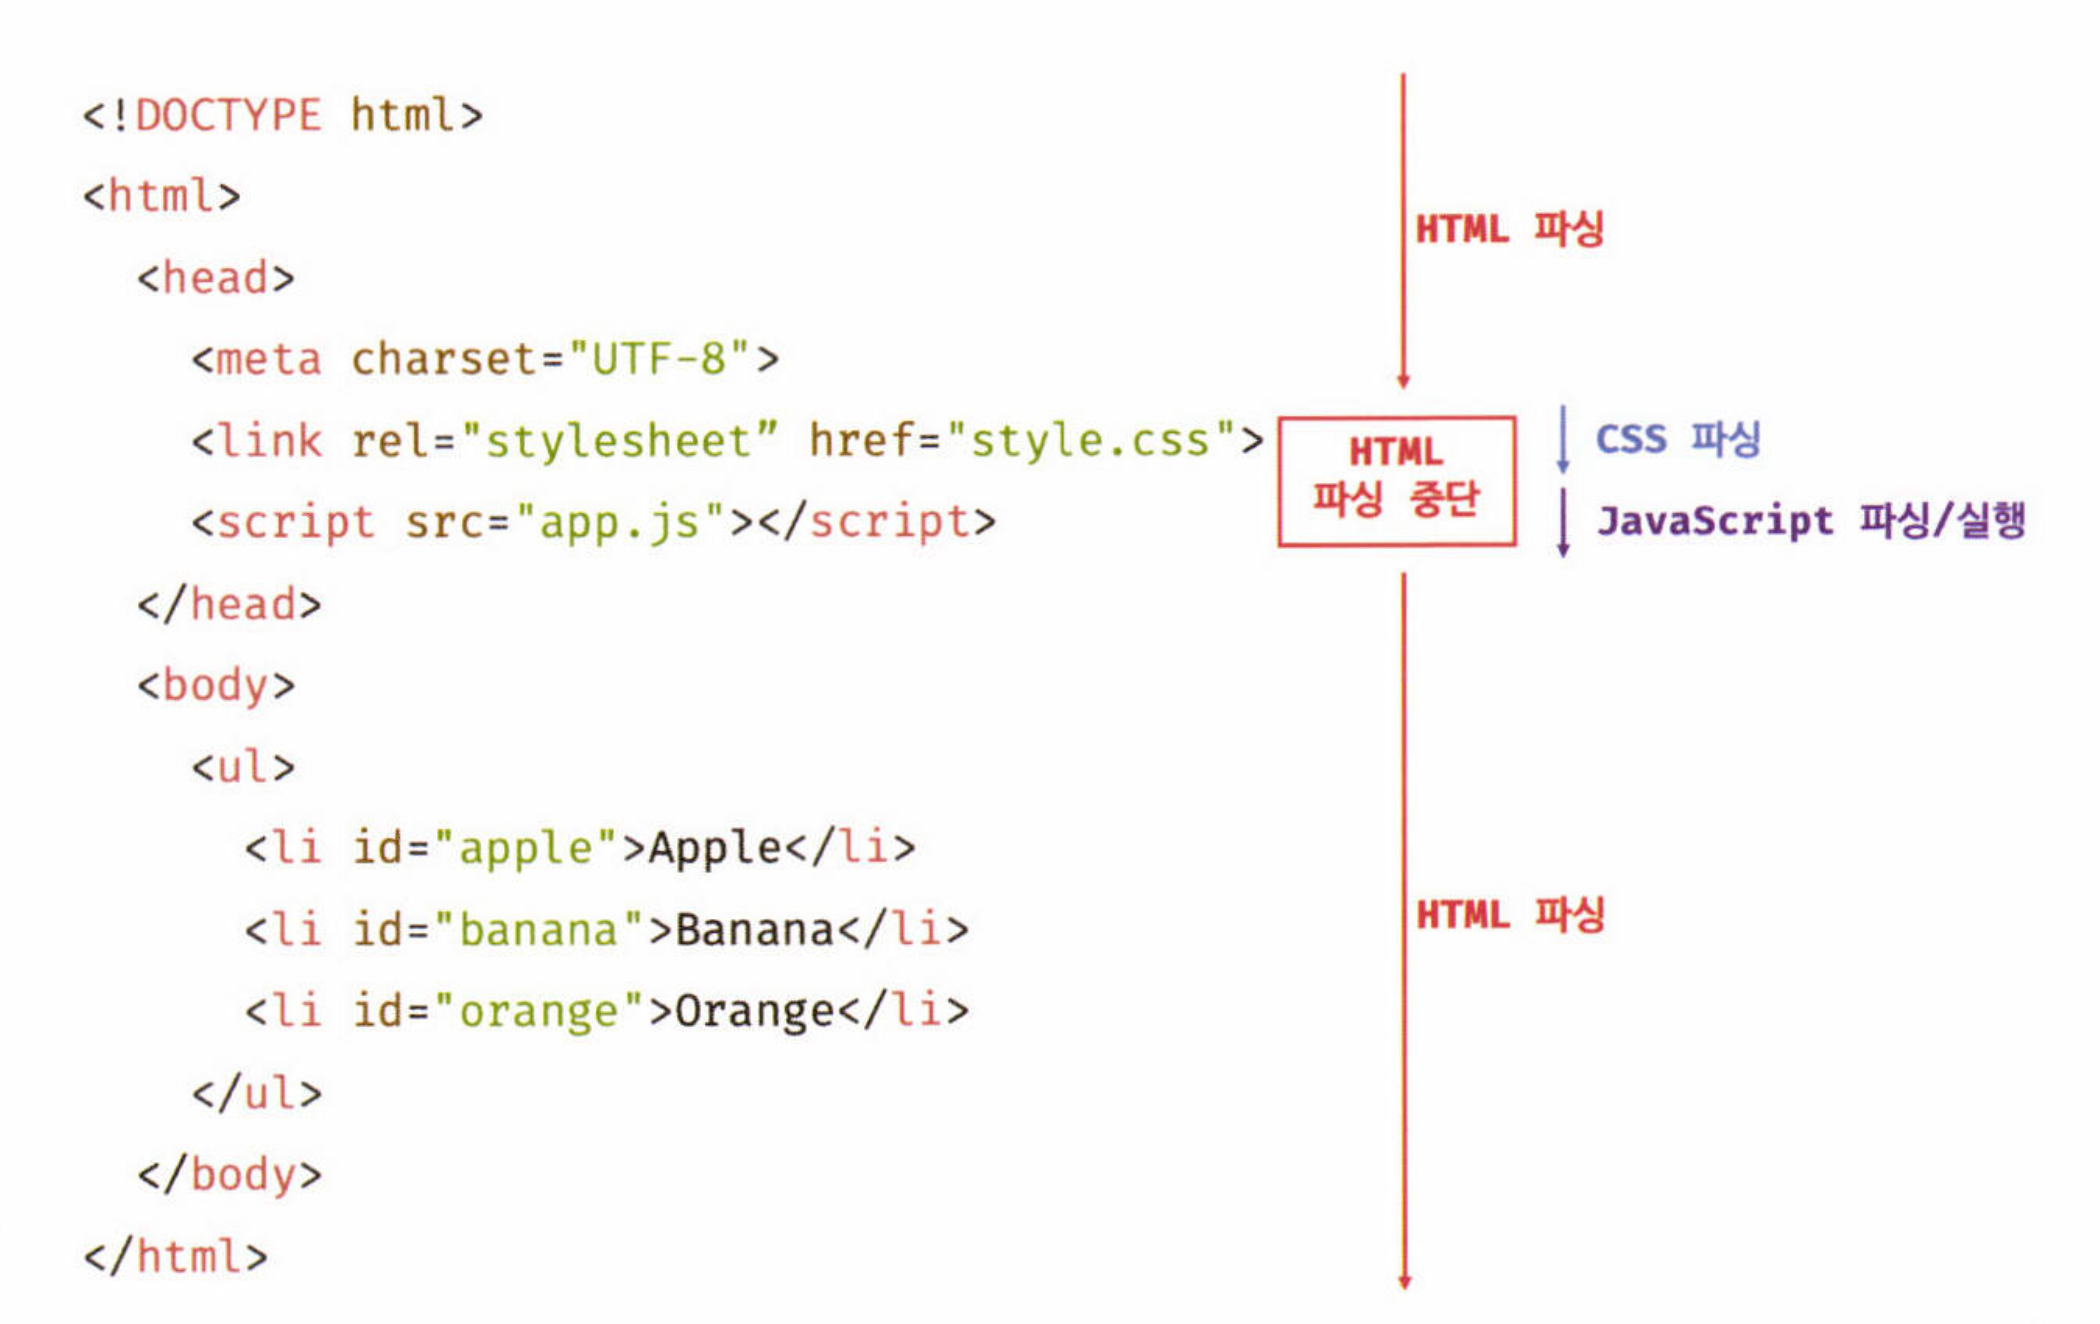 <!DOCTYPE html>
<html>
<head>
<meta charset="UTF-8">
<link rel="stylesheet” href="style.css">
<script src="app.js"></script>
</head>
<body>
<ul>
<li id="apple">Apple</li>
<li id="banana">Banana</li>
<li id="orange">Orange</li>
</ul>
</body>
</html>
HTML 파싱
HTML
파싱 중단
CSS 파싱
JavaScript 파싱/실행
HTML 파싱